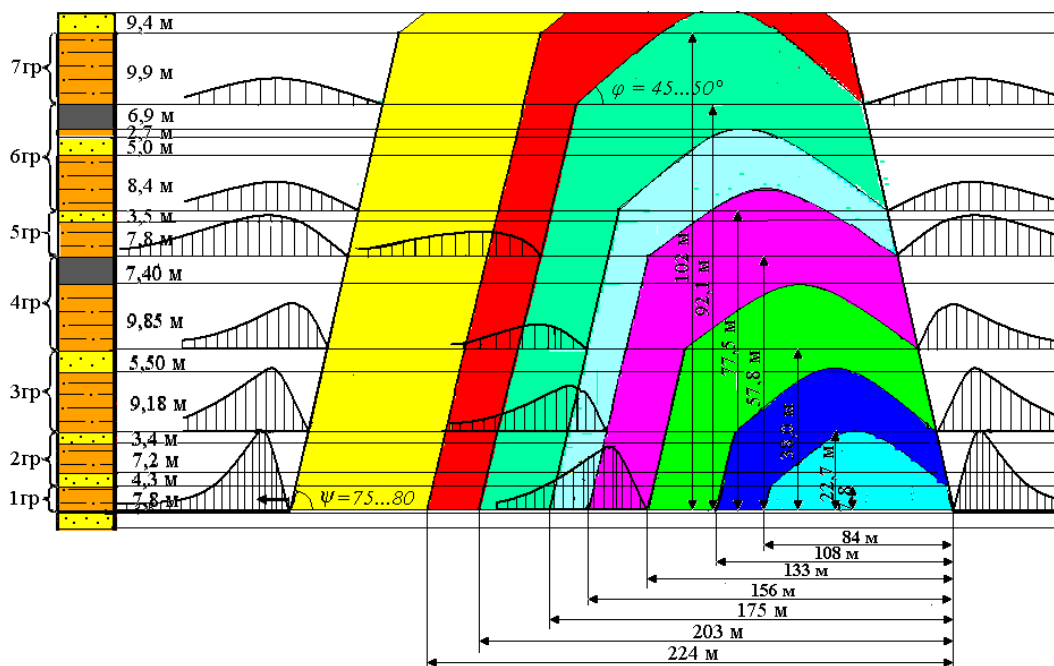 9,4 м
7гр
9,9 м
φ = 45...50°
6,9 м
2,7 м
5,0 м
6гр
8,4 м
3,5 м
5гр
7,8 м
7,40 м
4гр
9,85 м
5,50 м
3гр
9,18 м
3,4 м
2гр
7,2 м
4,3 м
1гр
7,8 м
Ψ=75...80
102 м
92,1 м
77,5 м
57,8 м
22,7 м
7,8
84 м
108 м
133 м
156 м
175 м
203 м
224 м